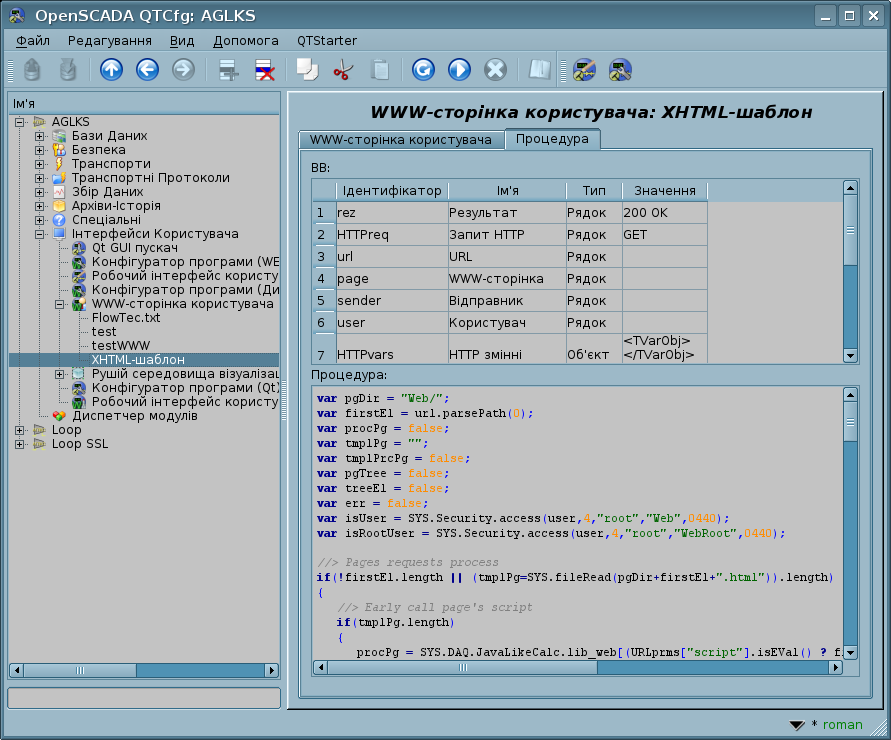 OpenSCADA QTCfg: AGLKS
Файл Редагування Вид Допомога QTStarter
Ім'я
AGLKS
Бази Даних
Безпека
Транспорти
Транспортні Протоколи
Збір Даних
Архіви-Історія
Спеціальні
Інтерфейси Користувача
Qt GUI пускач
Конфігуратор програми (WE
Робочий інтерфейс користу
Конфігуратор програми (Ди
WWW-сторінка користувача
FlowTec.txt
test
testWWW
XHTML-шаблон
Рушій середовища візуаліза
Конфігуратор програми (Qt)
Робочий інтерфейс користу
Диспетчер модулів
Loop
Loop SSL
WWW-сторінка користувача: XHTML-шаблон
WWW-сторінка користувача Процедура
ВВ:
Ідентифікатор Ім'я Тип Значення
1 rez Результат Рядок 200 OK
2 HTTPreq Запит HTTP Рядок GET
3 url URL Рядок
4 page WWW-сторінка Рядок
5 sender Відправник Рядок
6 user Користувач Рядок
7 HTTPvars HTTP змінні Об'єкт <TVarObj>
</TVarObj>
Процедура:
var pgDir = "Web/";
var firstEl = url.parsePath(0);
var procPg = false;
var tmplPg = "";
var tmplPrcPg = false;
var pgTree = false;
var treeEl = false;
var err = false;
var isUser = SYS.Security.access(user,4,"root","Web",0440);
var isRootUser = SYS.Security.access(user,4,"root","WebRoot",0440);
//> Pages requests process
if(!firstEl.length || (tmplPg=SYS.fileRead(pgDir+firstEl+".html")).length)
{
//> Early call page's script
if(tmplPg.length)
{
procPg = SYS.DAQ.JavaLikeCalc.lib_web[(URLprms["script"].isEVal() ? fi
* roman